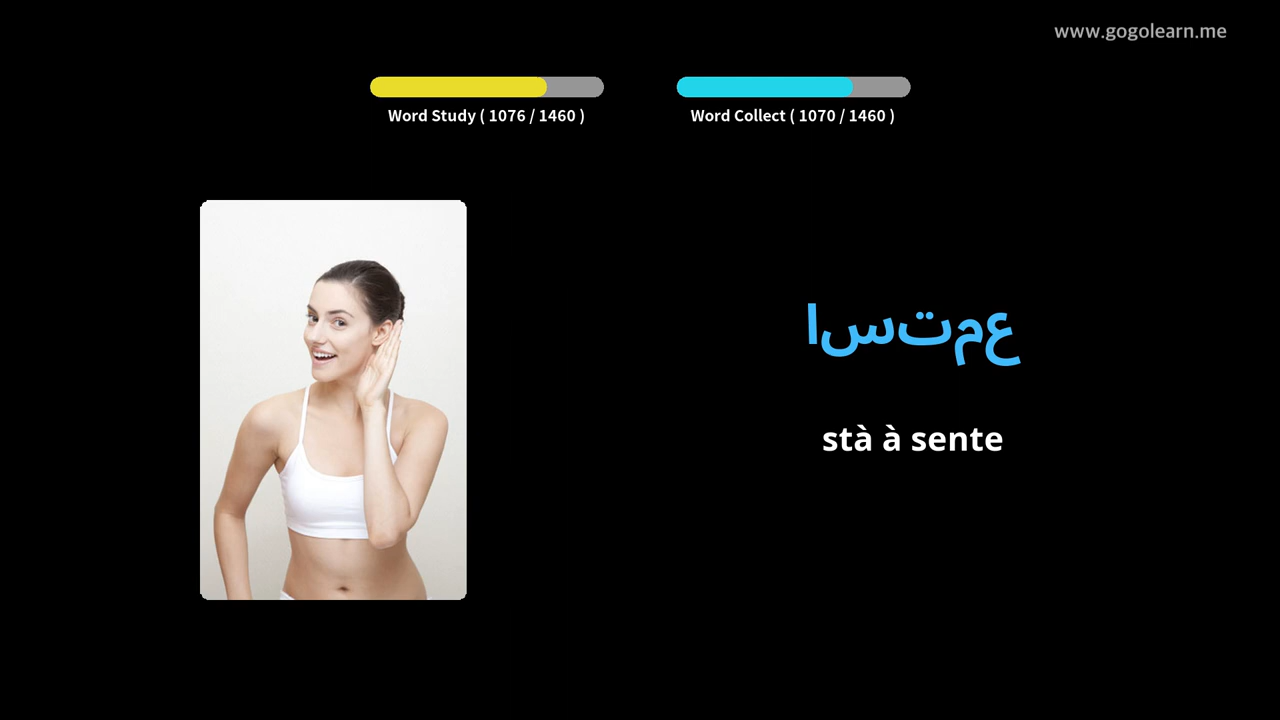 www.gogolearn.me
Word Study ( 1076 / 1460 )
Word Collect ( 1070 / 1460 )
استمع
stà à sente